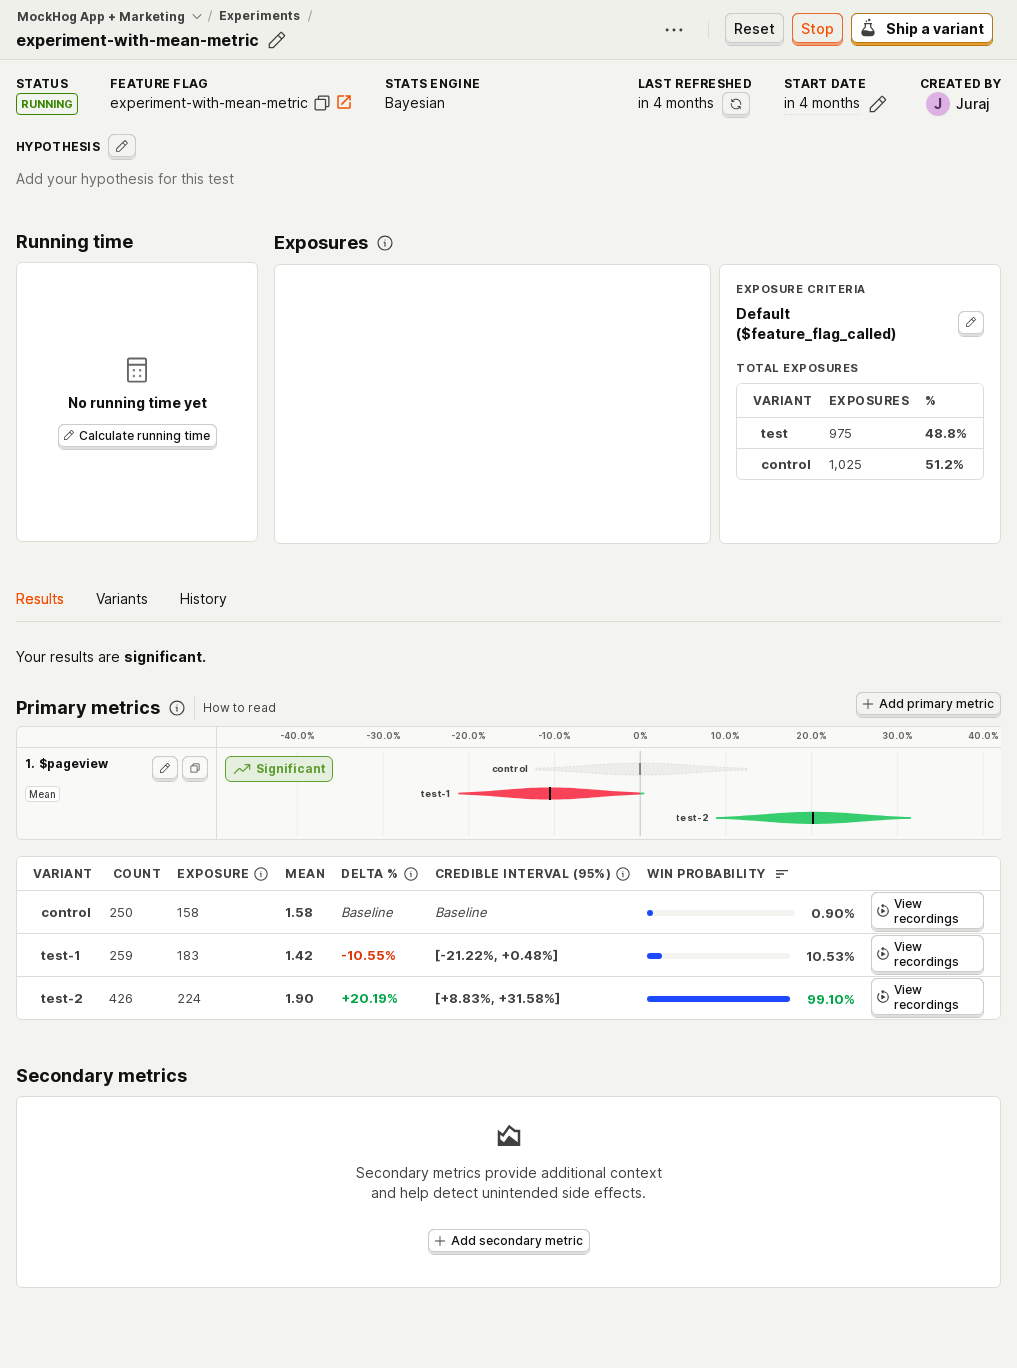 MockHog App + Marketing / Experiments /
experiment-with-mean-metric
Reset
Stop
Ship a variant
STATUS
RUNNING
FEATURE FLAG
experiment-with-mean-metric
STATS ENGINE
Bayesian
LAST REFRESHED
in 4 months
START DATE
in 4 months
CREATED BY
J Juraj
HYPOTHESIS
Add your hypothesis for this test
Running time
No running time yet
Calculate running time
Exposures
EXPOSURE CRITERIA
Default
($feature_flag_called)
TOTAL EXPOSURES
VARIANT EXPOSURES %
test 975 48.8%
control 1,025 51.2%
Results Variants History
Your results are significant.
Primary metrics How to read
Add primary metric
-40.0% -30.0% -20.0% -10.0% 0% 10.0% 20.0% 30.0% 40.0%
1. $pageview
Mean
Significant
control
test-1
test-2
VARIANT COUNT EXPOSURE MEAN DELTA % CREDIBLE INTERVAL (95%) WIN PROBABILITY
control 250 158 1.58 Baseline Baseline 0.90% View
recordings
test-1 259 183 1.42 -10.55% [-21.22%, +0.48%] 10.53% View
recordings
test-2 426 224 1.90 +20.19% [+8.83%, +31.58%] 99.10% View
recordings
Secondary metrics
Secondary metrics provide additional context
and help detect unintended side effects.
Add secondary metric